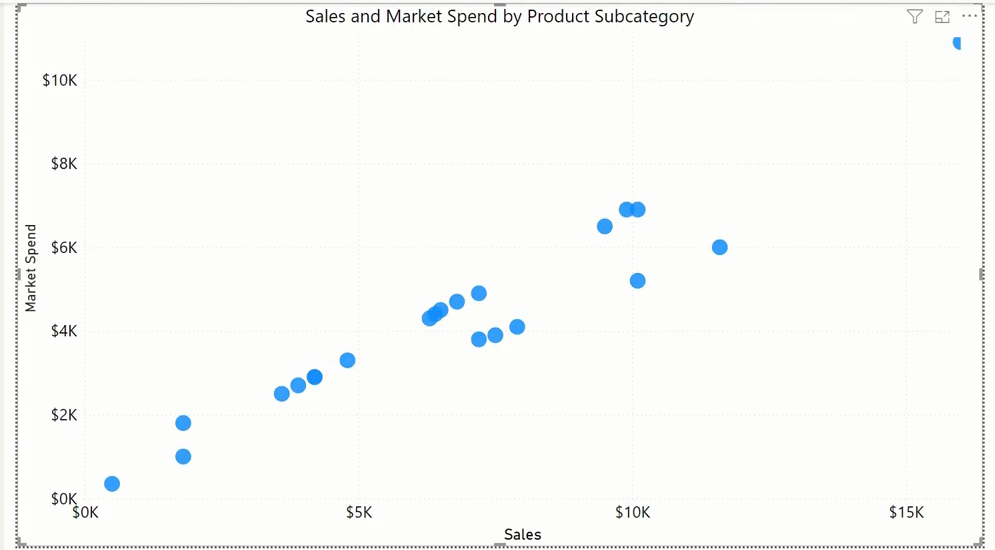 Sales and Market Spend by Product Subcategory
$10K
$8K
$6K
$4K
$2K
$0K
Market Spend
$0K
$5K
$10K
$15K
Sales